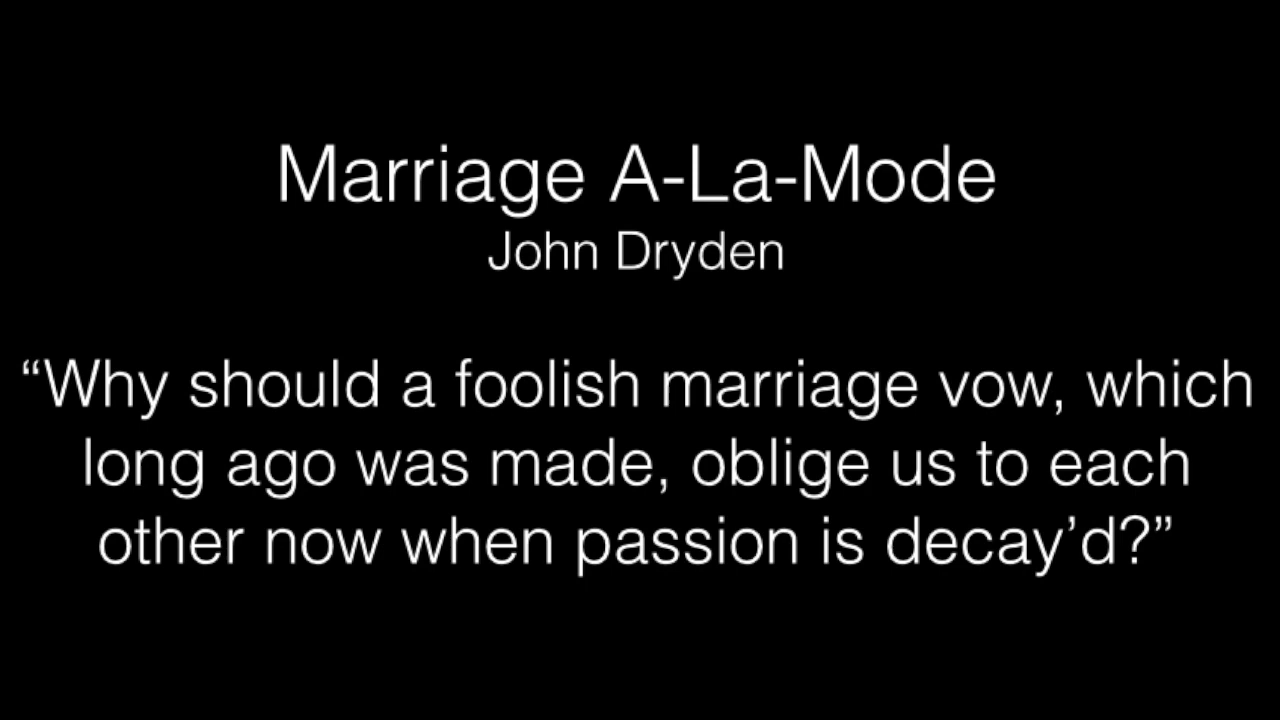 Marriage A-La-Mode
John Dryden
“Why should a foolish marriage vow, which
long ago was made, oblige us to each
other now when passion is decay’d?”